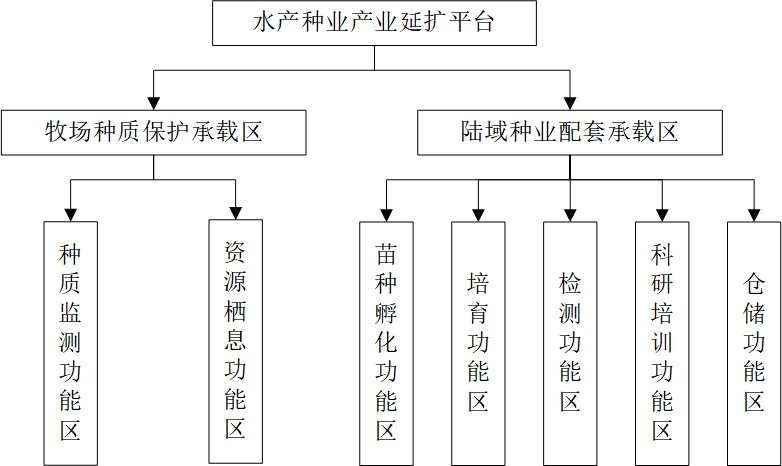 水产种业产业延扩平台
牧场种质保护承载区
陆域种业配套承载区
种质监测功能区
资源栖息功能区
苗种孵化功能区
培育功能区
检测功能区
科研培训功能区
仓储功能区